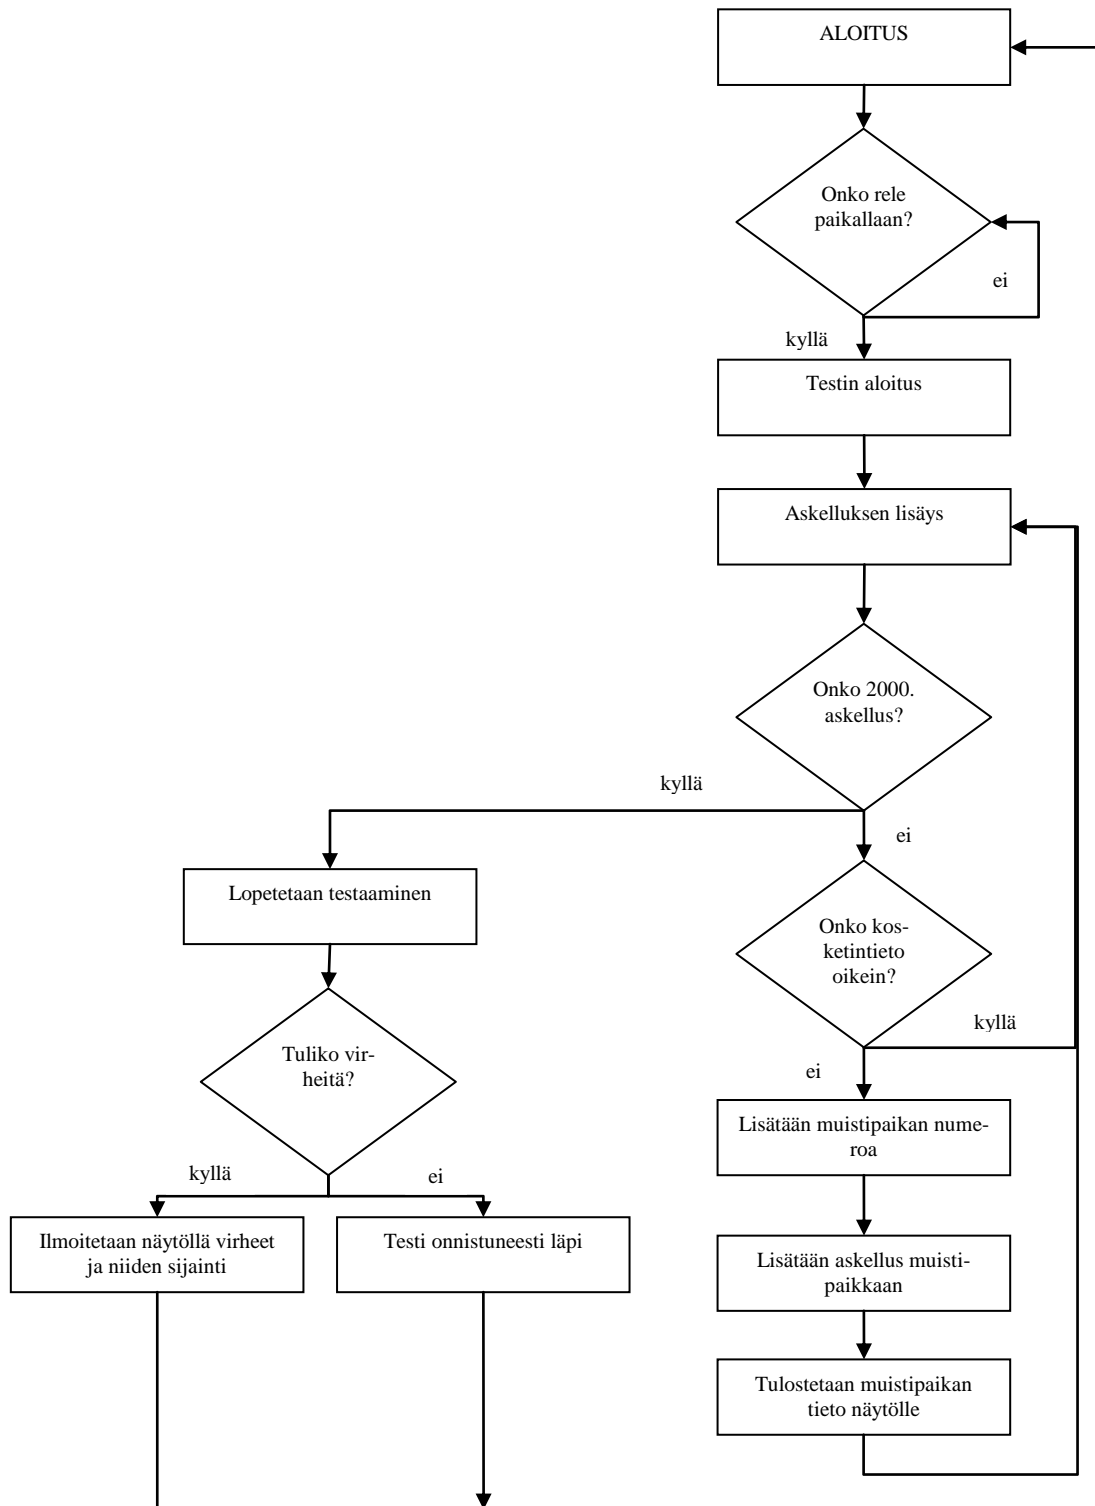 ALOITUS
Onko rele
paikallaan?
ei
kyllä
Testin aloitus
Askelluksen lisäys
Onko 2000.
askellus?
kyllä
ei
Lopetetaan testaaminen
Onko kos-
ketintieto
oikein?
kyllä
Tuliko vir-
heitä?
ei
Lisätään muistipaikan nume-
roa
kyllä
ei
Ilmoitetaan näytöllä virheet
ja niiden sijainti
Testi onnistuneesti läpi
Lisätään askellus muisti-
paikkaan
Tulostetaan muistipaikan
tieto näytölle